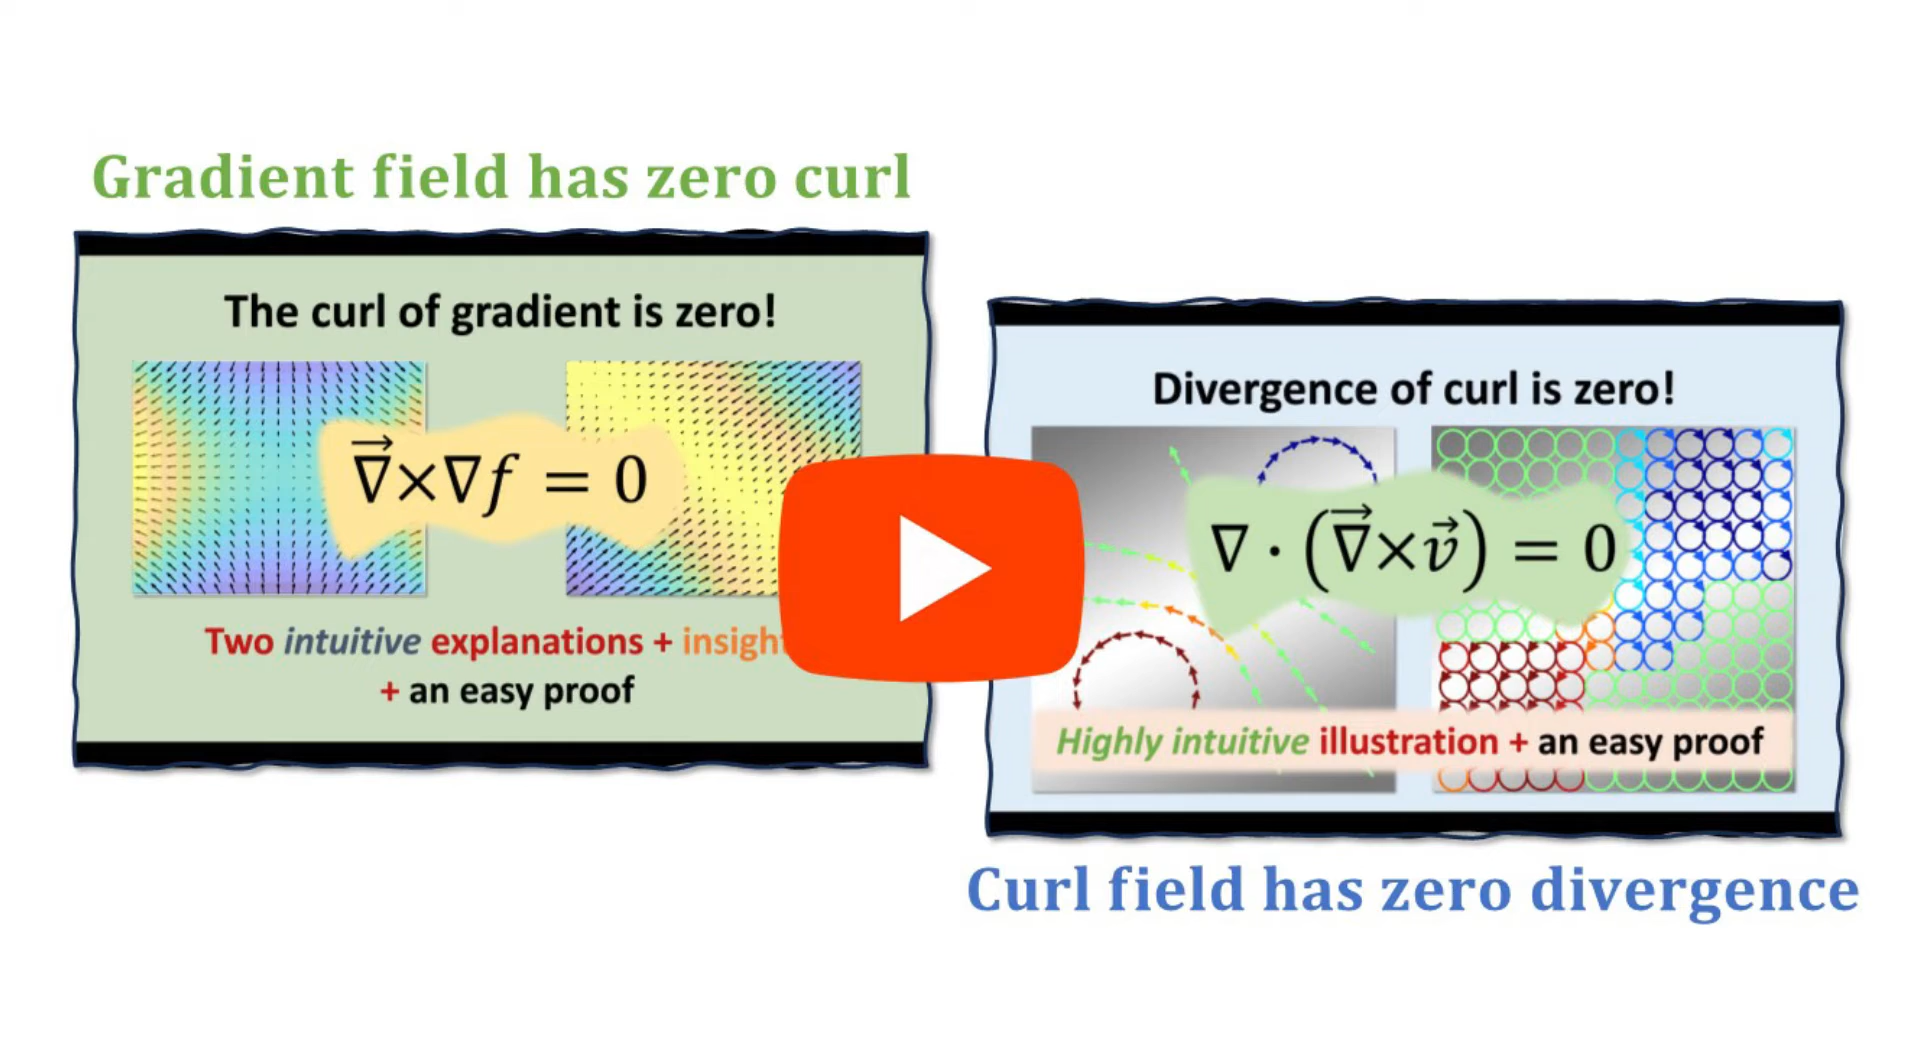 Gradient field has zero curl
The curl of gradient is zero!
∇⃗×∇f = 0
Two intuitive explanations + insight
+ an easy proof
Divergence of curl is zero!
∇ · (∇⃗×v⃗) = 0
Highly intuitive illustration + an easy proof
Curl field has zero divergence